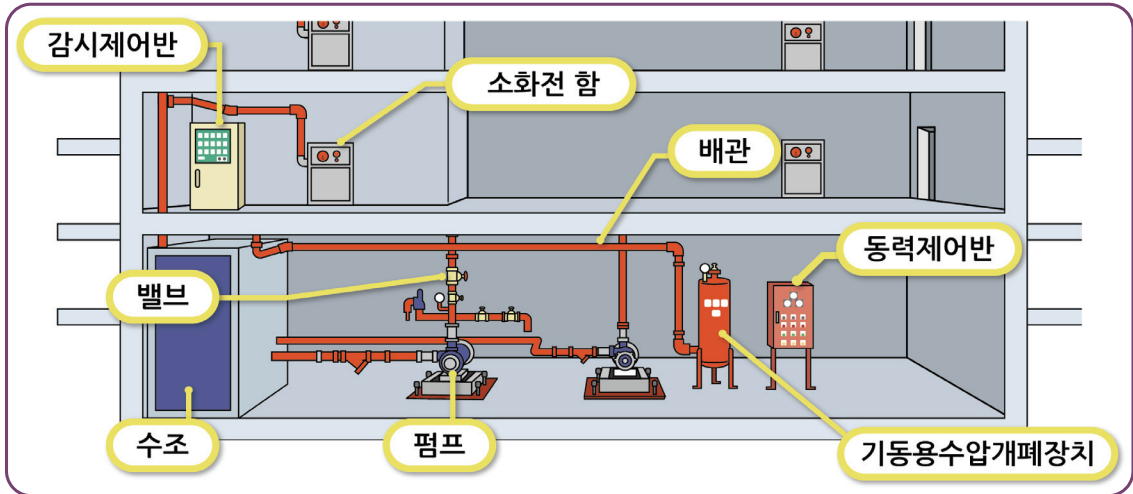 감시제어반
소화전 함
배관
동력제어반
밸브
수조
펌프
기동용수압개폐장치